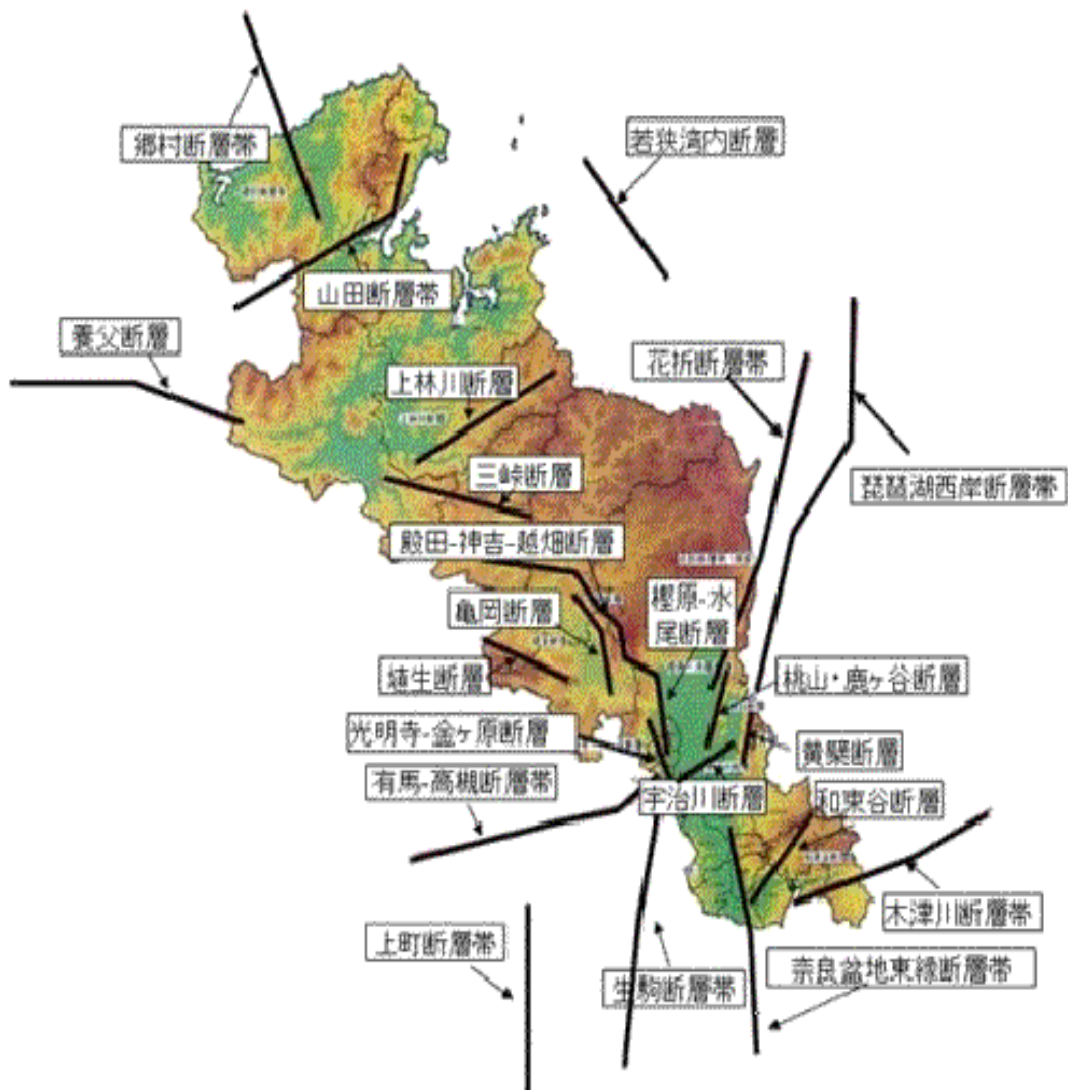 郷村断層帯
若狭湾内断層
山田断層帯
養父断層
花折断層帯
上林川断層
三峠断層
琵琶湖西岸断層帯
殿田-神吉-越畑断層
樫原-水
尾断層
亀岡断層
埴生断層
桃山・鹿ヶ谷断層
光明寺-金ヶ原断層
黄檗断層
有馬-高槻断層帯
宇治川断層
和束谷断層
木津川断層帯
上町断層帯
生駒断層帯
奈良盆地東縁断層帯